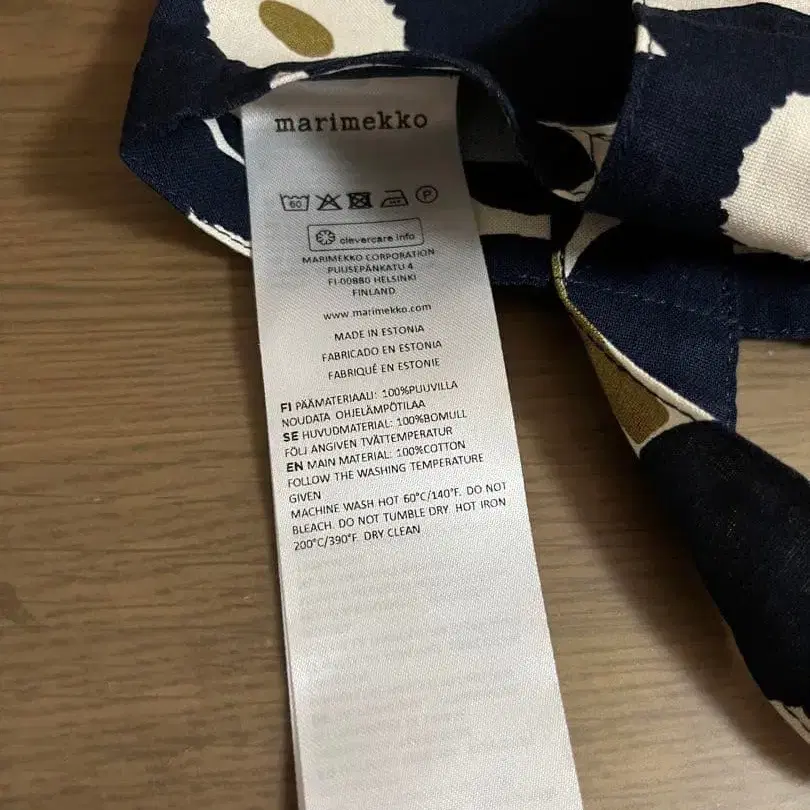 marimekko
60 P
clevercare.info
MARIMEKKO CORPORATION
PUUSEPÄNKATU 4
FI-00880 HELSINKI
FINLAND
www.marimekko.com
MADE IN ESTONIA
FABRICADO EN ESTONIA
FABRIQUÉ EN ESTONIE
FI PÄÄMATERIAALI: 100%PUUVILLA
NOUDATA OHJELÄMPÖTILAA
SE HUVUDMATERIAL: 100%BOMULL
FÖLJ ANGIVEN TVÄTTEMPERATUR
EN MAIN MATERIAL: 100%COTTON
FOLLOW THE WASHING TEMPERATURE
GIVEN
MACHINE WASH HOT 60°C/140°F. DO NOT
BLEACH. DO NOT TUMBLE DRY. HOT IRON
200°C/390°F. DRY CLEAN